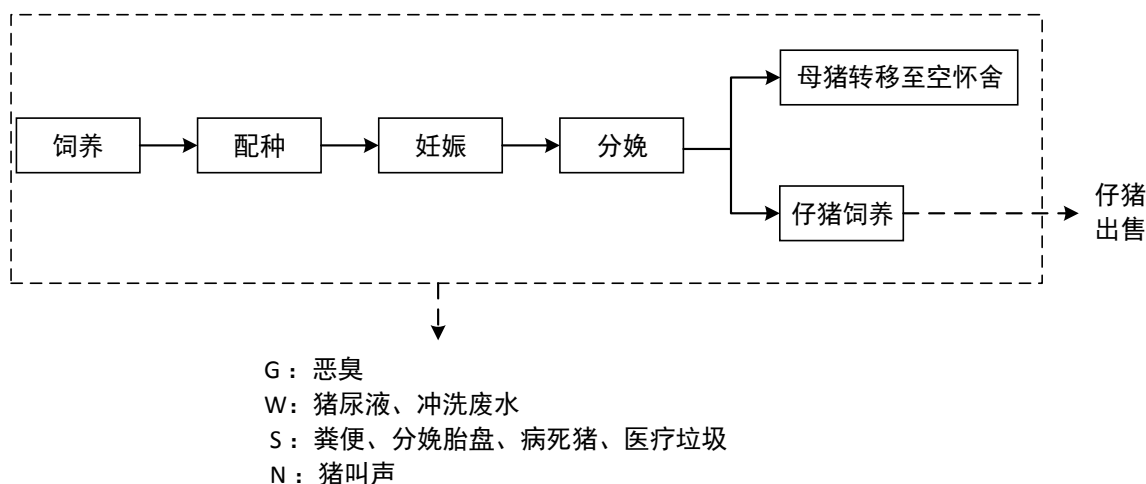 母猪转移至空怀舍
饲养
配种
妊娠
分娩
仔猪饲养
仔猪
出售
G：恶臭
W：猪尿液、冲洗废水
S：粪便、分娩胎盘、病死猪、医疗垃圾
N：猪叫声